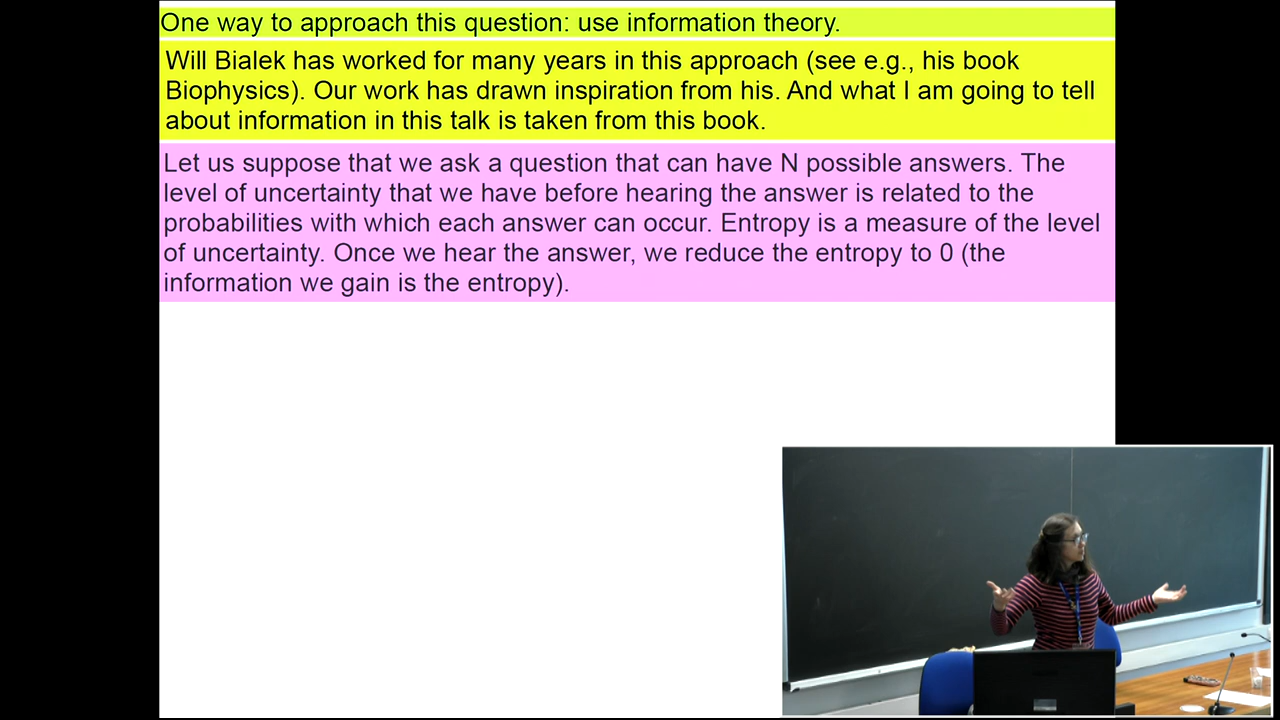 One way to approach this question: use information theory.
Will Bialek has worked for many years in this approach (see e.g., his book
Biophysics). Our work has drawn inspiration from his. And what I am going to tell
about information in this talk is taken from this book.
Let us suppose that we ask a question that can have N possible answers. The
level of uncertainty that we have before hearing the answer is related to the
probabilities with which each answer can occur. Entropy is a measure of the level
of uncertainty. Once we hear the answer, we reduce the entropy to 0 (the
information we gain is the entropy).